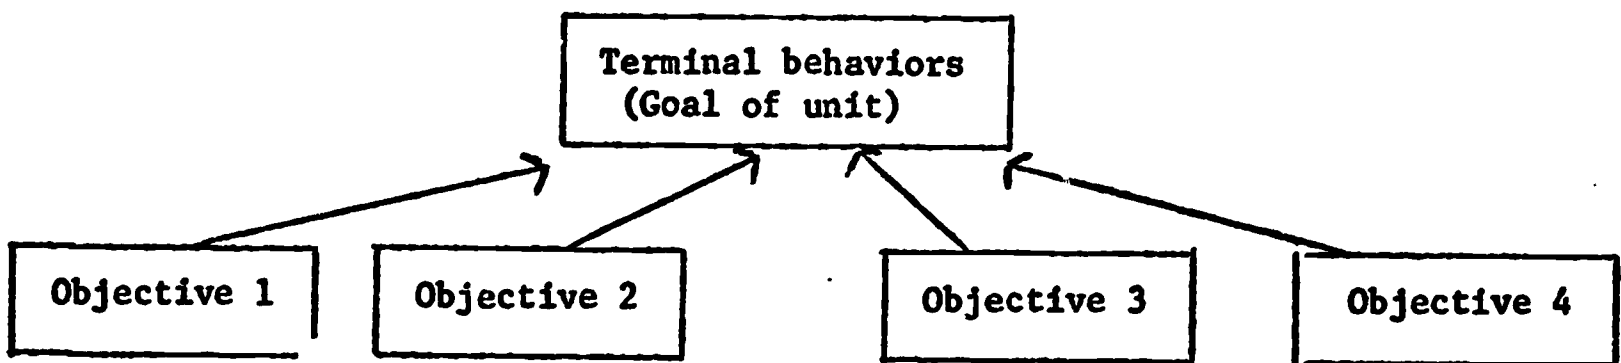 Terminal behaviors
(Goal of unit)
Objective 1
Objective 2
Objective 3
Objective 4